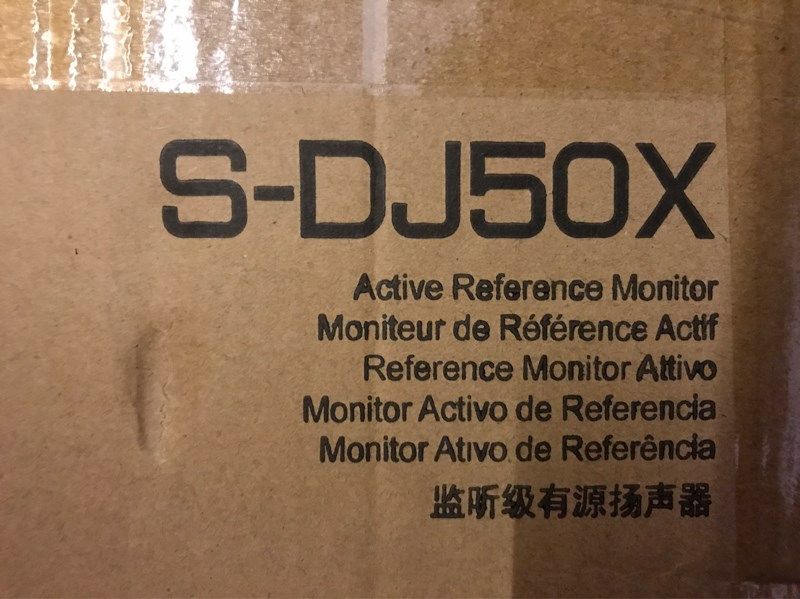 S-DJ50X
Active Reference Monitor
Moniteur de Référence Actif
Reference Monitor Attivo
Monitor Activo de Referencia
Monitor Ativo de Referência
监听级有源扬声器